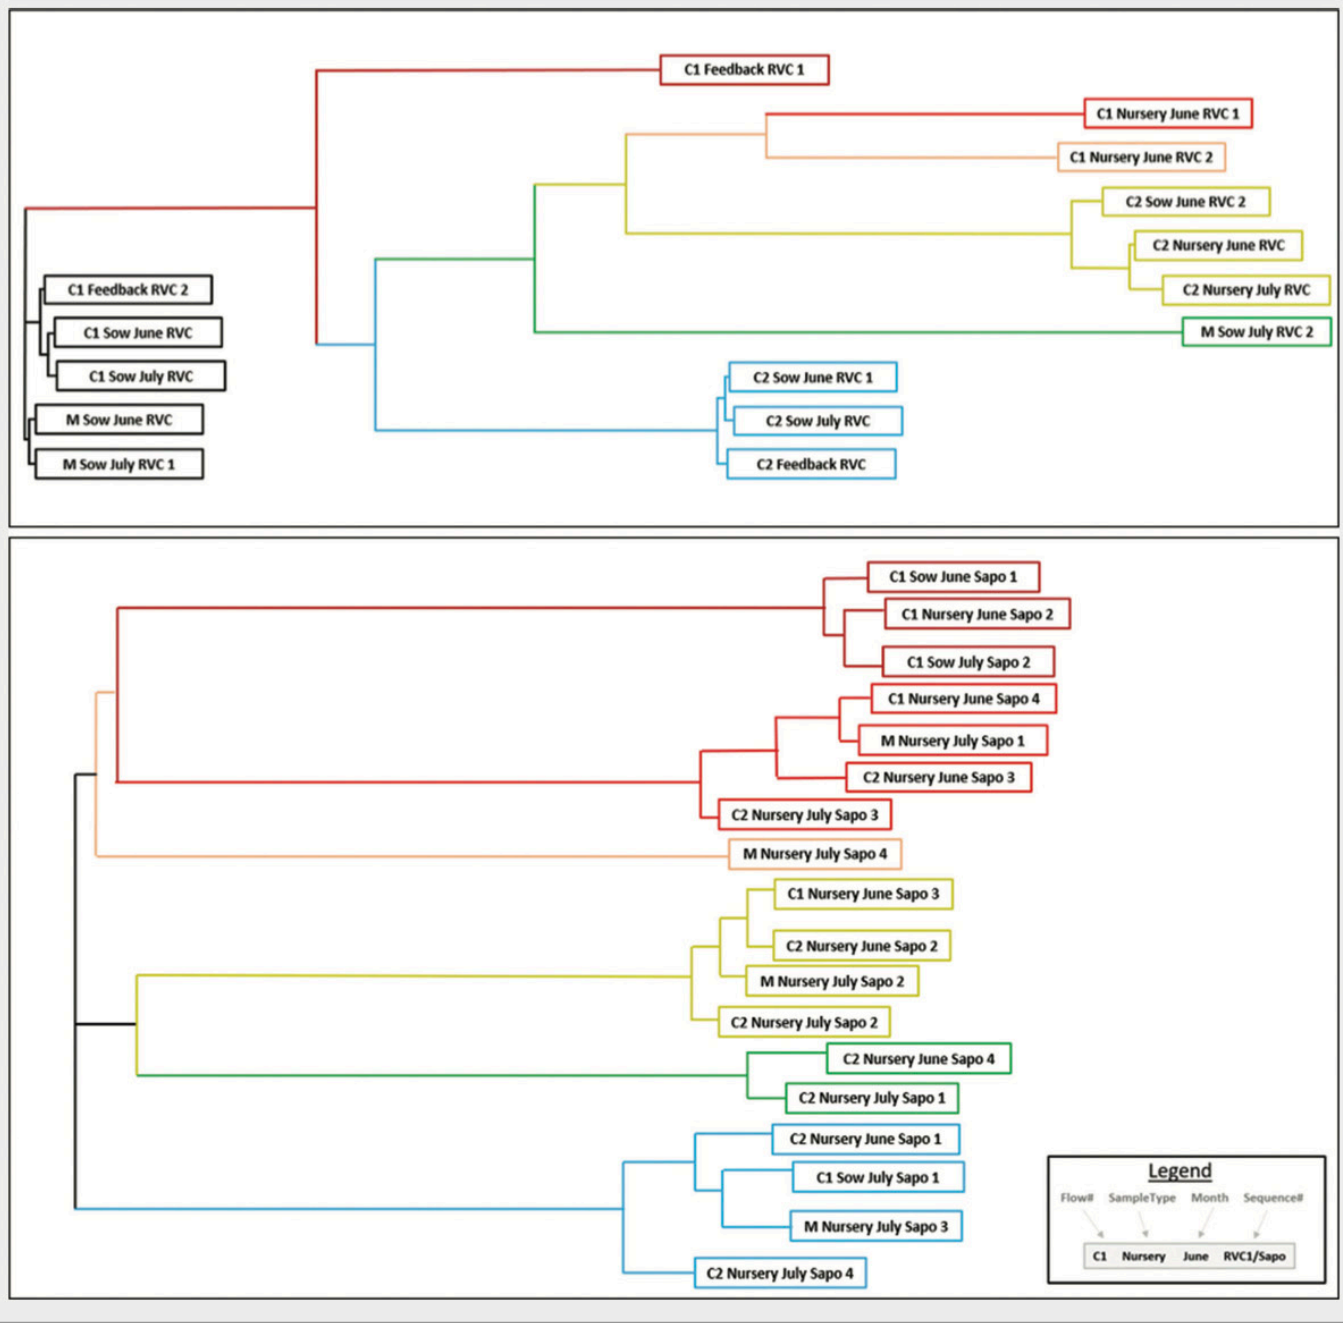 C1 Feedback RVC 1
C1 Nursery June RVC 1
C1 Nursery June RVC 2
C2 Sow June RVC 2
C2 Nursery June RVC
C2 Nursery July RVC
M Sow July RVC 2
C1 Feedback RVC 2
C1 Sow June RVC
C1 Sow July RVC
M Sow June RVC
M Sow July RVC 1
C2 Sow June RVC 1
C2 Sow July RVC
C2 Feedback RVC
C1 Sow June Sapo 1
C1 Nursery June Sapo 2
C1 Sow July Sapo 2
C1 Nursery June Sapo 4
M Nursery July Sapo 1
C2 Nursery June Sapo 3
C2 Nursery July Sapo 3
M Nursery July Sapo 4
C1 Nursery June Sapo 3
C2 Nursery June Sapo 2
M Nursery July Sapo 2
C2 Nursery July Sapo 2
C2 Nursery June Sapo 4
C2 Nursery July Sapo 1
C2 Nursery June Sapo 1
C1 Sow July Sapo 1
M Nursery July Sapo 3
C2 Nursery July Sapo 4
Legend
Flow# SampleType Month Sequence#
C1 Nursery June RVC1/Sapo